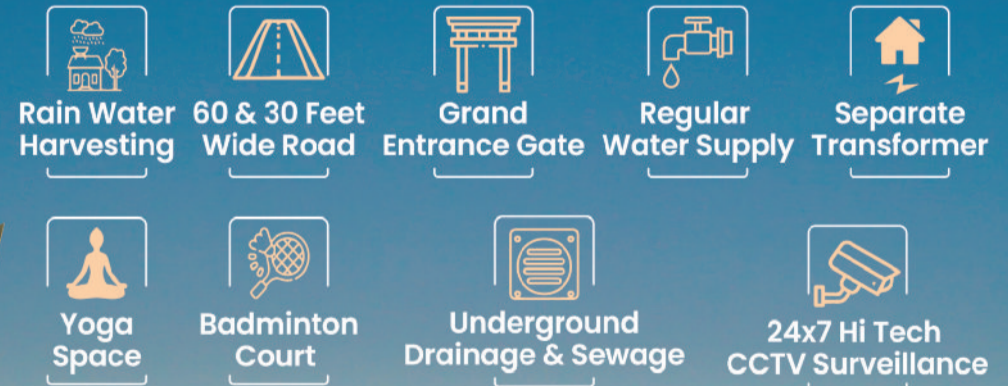 Rain Water
Harvesting
60 & 30 Feet
Wide Road
Grand
Entrance Gate
Regular
Water Supply
Separate
Transformer
Yoga
Space
Badminton
Court
Underground
Drainage & Sewage
24x7 Hi Tech
CCTV Surveillance